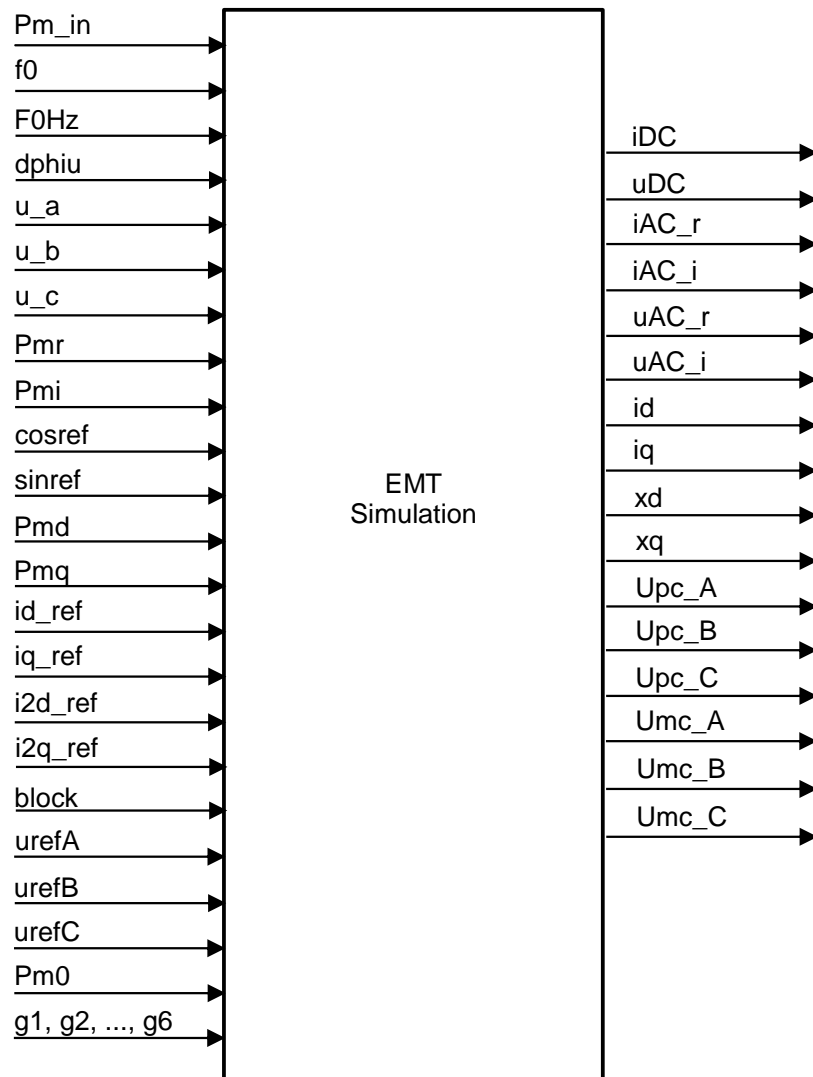 Pm_in
f0
F0Hz
dphiu
u_a
u_b
u_c
Pmr
Pmi
cosref
sinref
Pmd
Pmq
id_ref
iq_ref
i2d_ref
i2q_ref
block
urefA
urefB
urefC
Pm0
g1, g2, ..., g6
EMT
Simulation
iDC
uDC
iAC_r
iAC_i
uAC_r
uAC_i
id
iq
xd
xq
Upc_A
Upc_B
Upc_C
Umc_A
Umc_B
Umc_C